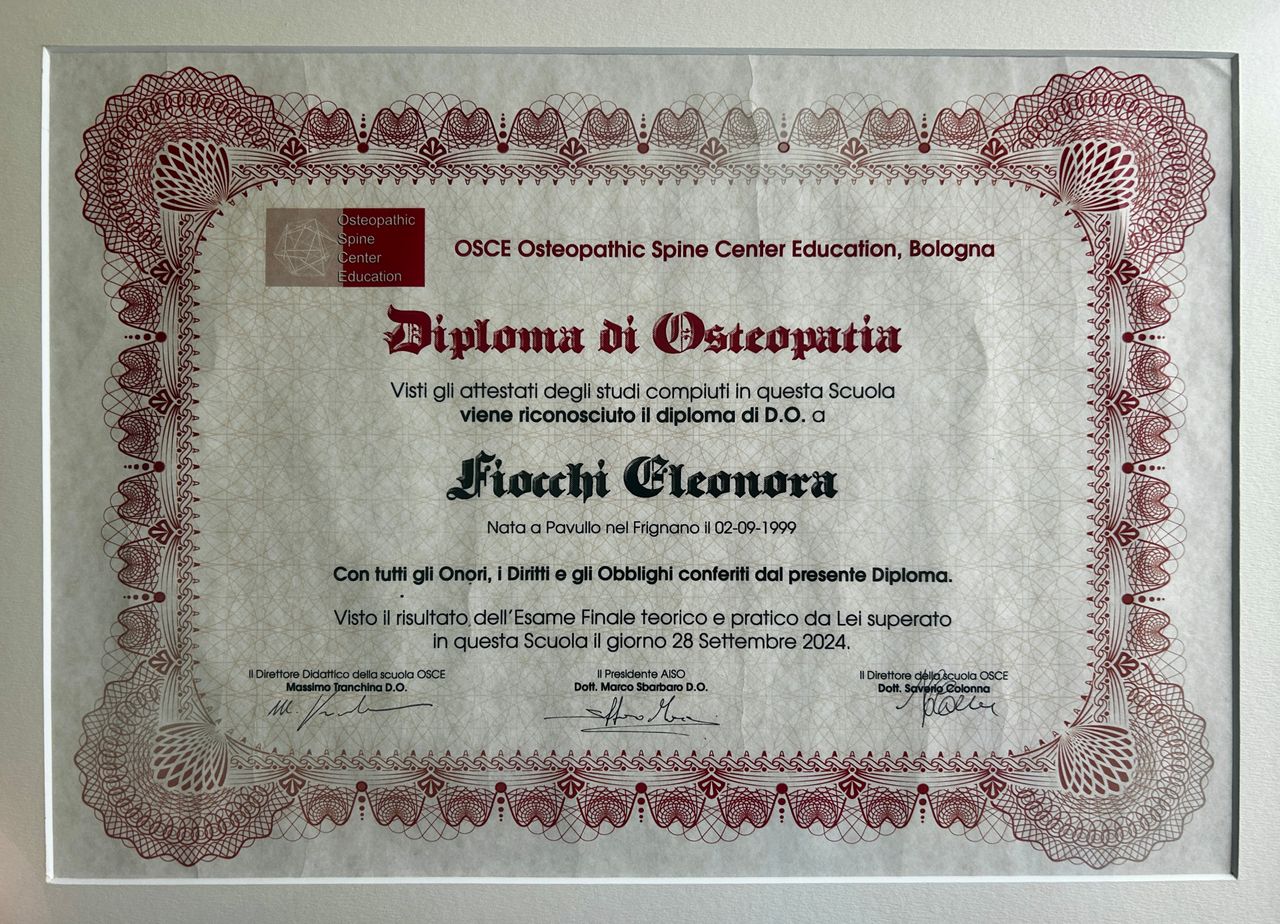 Osteopathic
Spine
Center
Education
OSCE Osteopathic Spine Center Education, Bologna
Diploma di Osteopatia
Visti gli attestati degli studi compiuti in questa Scuola
viene riconosciuto il diploma di D.O. a
Fiocchi Eleonora
Nata a Pavullo nel Frignano il 02-09-1999
Con tutti gli Onori, i Diritti e gli Obblighi conferiti dal presente Diploma.
Visto il risultato dell'Esame Finale teorico e pratico da Lei superato
in questa Scuola il giorno 28 Settembre 2024.
Il Direttore Didattico della scuola OSCE
Massimo Tranchina D.O.
Il Presidente AISO
Dott. Marco Sbarbaro D.O.
Il Direttore della scuola OSCE
Dott. Saverio Colonna